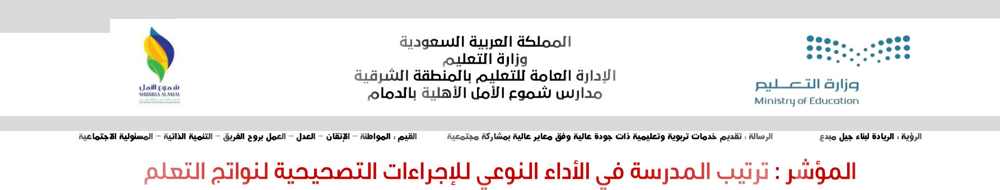 المملكة العربية السعودية
وزارة التعليم
الإدارة العامة للتعليم بالمنطقة الشرقية
مدارس شموع الأمل الأهلية بالدمام
وزارة التعليم
Ministry of Education
شموع الأمل
SHUMUA ALAMAL
الرؤية : الريادة لبناء جيل مبدع الرسالة : تقديم خدمات تربوية وتعليمية ذات جودة عالية وفق معاير عالية بمشاركة مجتمعية القيم : المواطنة – الإتقان – العدل – العمل بروح الفريق – التنمية الذاتية – المسئولية الاجتماعية
المؤشر : ترتيب المدرسة في الأداء النوعي للإجراءات التصحيحية لنواتج التعلم